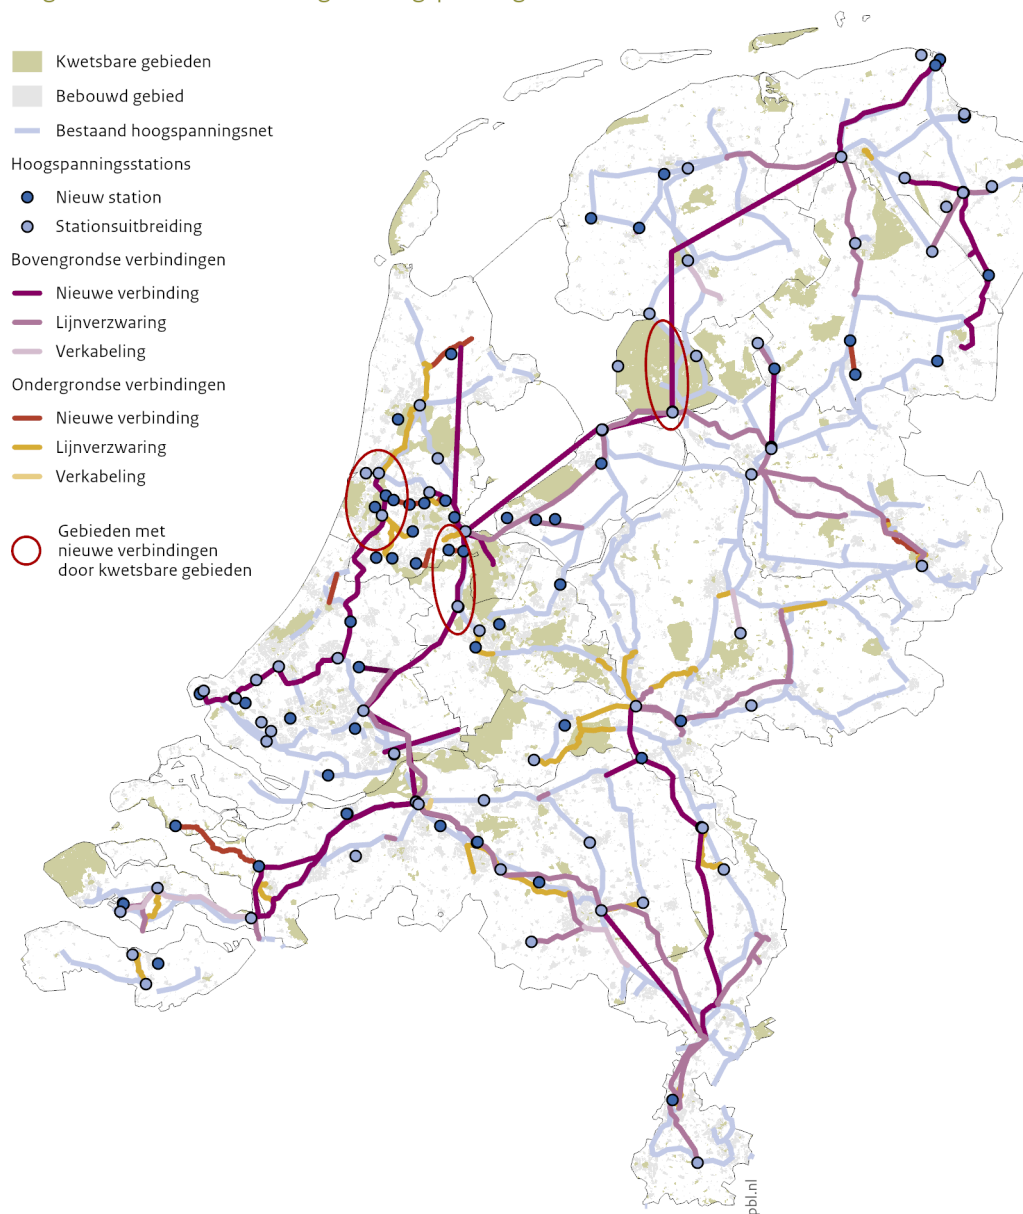 Kwetsbare gebieden
Bebouwd gebied
Bestaand hoogspanningsnet
Hoogspanningsstations
Nieuw station
Stationsuitbreiding
Bovengrondse verbindingen
Nieuwe verbinding
Lijnverzwaring
Verkabeling
Ondergrondse verbindingen
Nieuwe verbinding
Lijnverzwaring
Verkabeling
Gebieden met
nieuwe verbindingen
door kwetsbare gebieden
pbl.nl